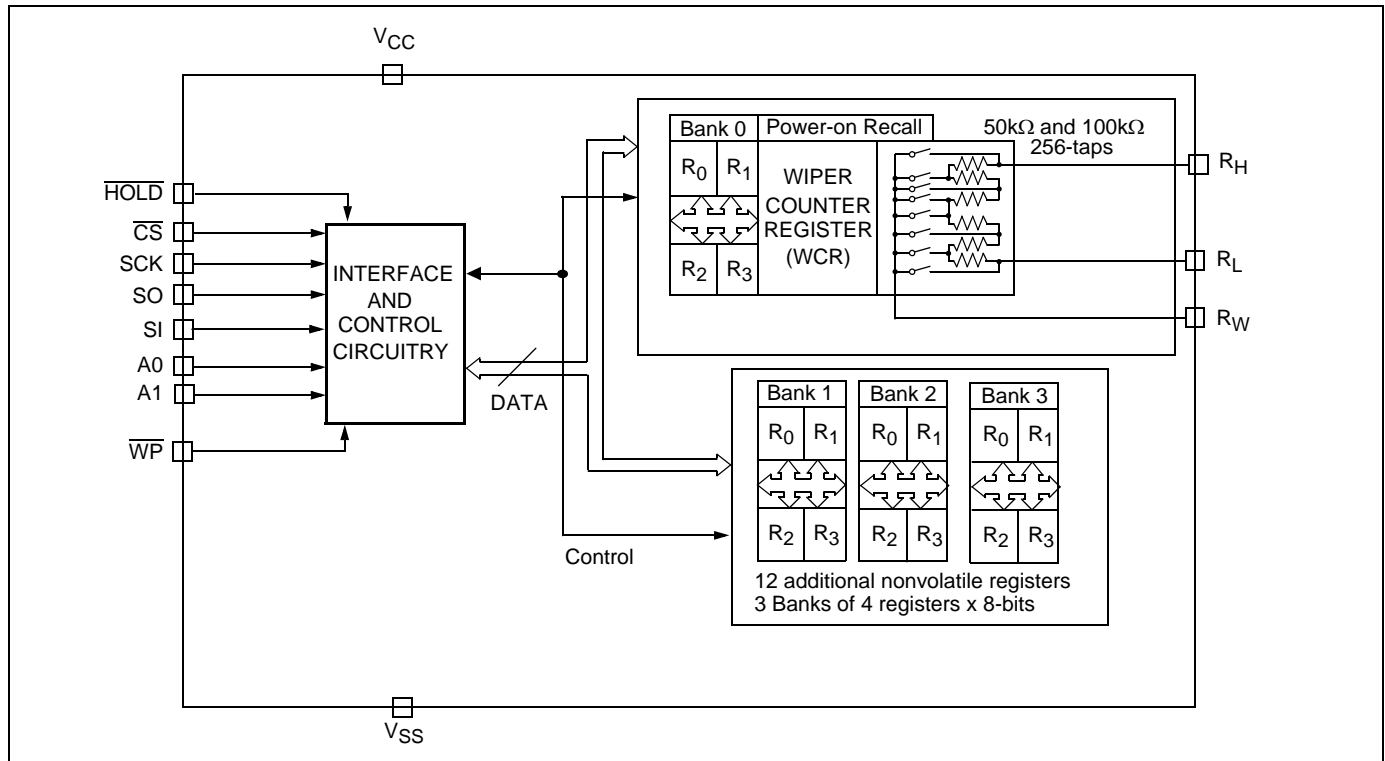 VCC
Bank 0
Power-on Recall
50kΩ and 100kΩ
256-taps
R0
R1
R2
R3
WIPER
COUNTER
REGISTER
(WCR)
RH
RL
RW
HOLD
CS
SCK
SO
SI
A0
A1
WP
INTERFACE
AND
CONTROL
CIRCUITRY
DATA
Control
Bank 1
R0
R1
R2
R3
Bank 2
R0
R1
R2
R3
Bank 3
R0
R1
R2
R3
12 additional nonvolatile registers
3 Banks of 4 registers x 8-bits
VSS